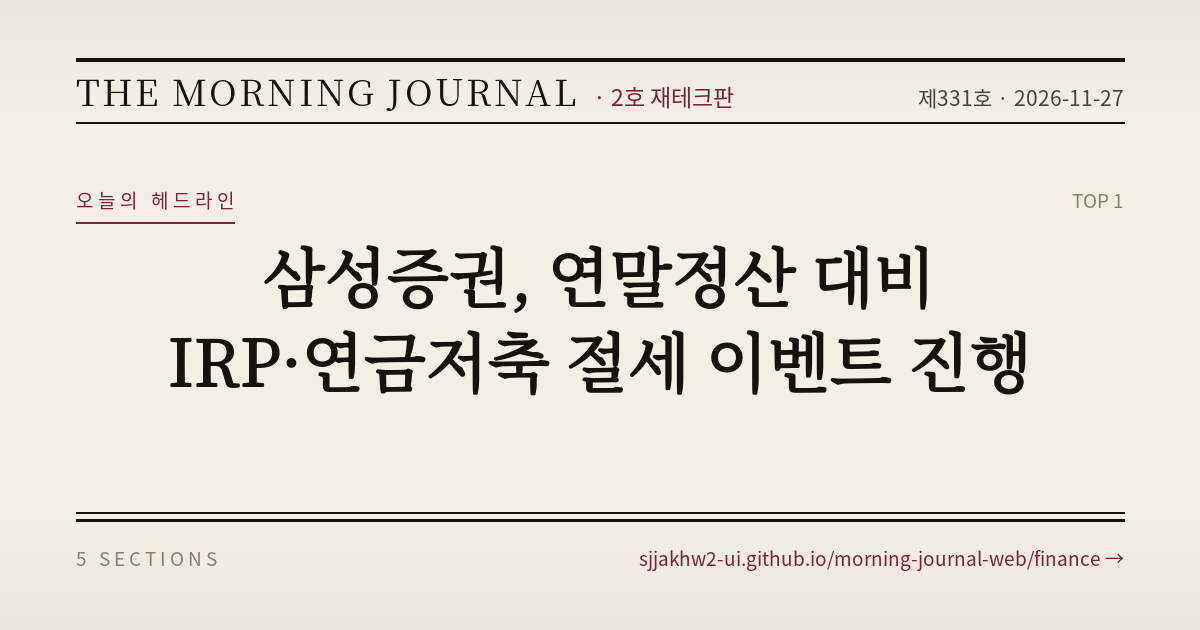 THE MORNING JOURNAL · 2호 재테크판 제331호 · 2026-11-27
오늘의 헤드라인 TOP 1
삼성증권, 연말정산 대비
IRP·연금저축 절세 이벤트 진행
5 SECTIONS sjjakhw2-ui.github.io/morning-journal-web/finance →